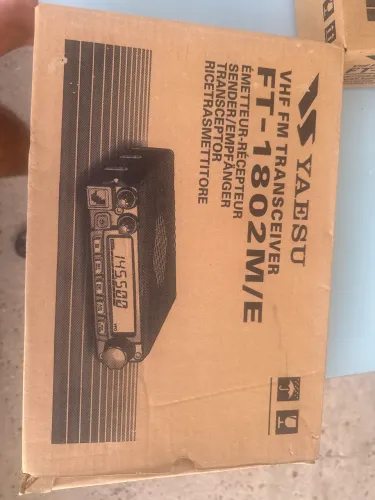 YAESU
VHF FM TRANSCEIVER
FT-1802M/E
ÉMETTEUR-RÉCEPTEUR
SENDER/EMPFÄNGER
TRANSCEPTOR
RICETRASMETTITORE
145.500